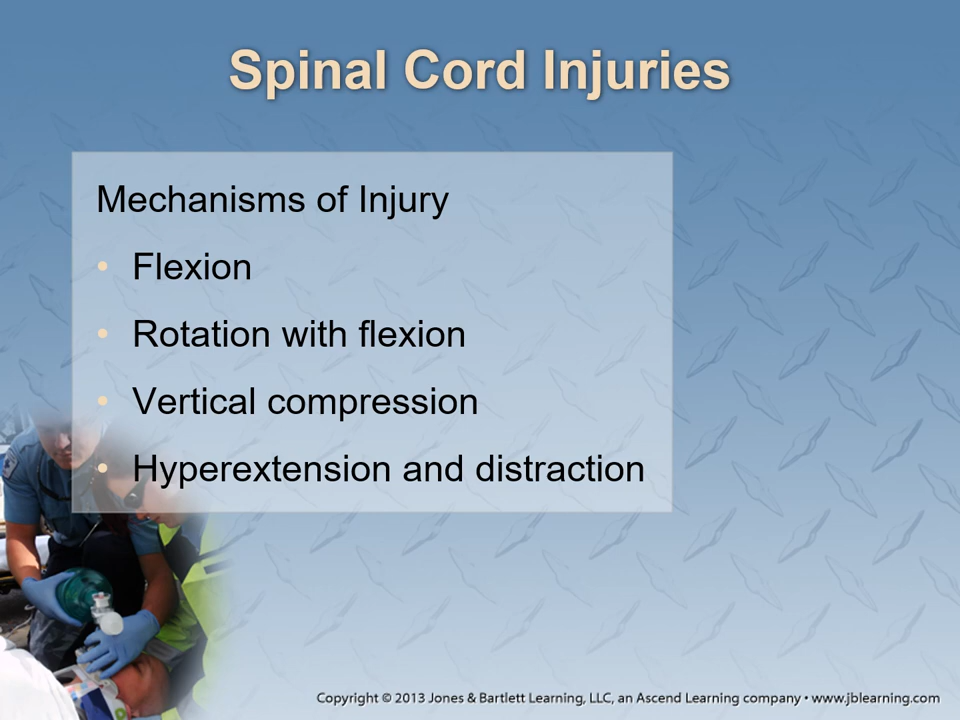 Spinal Cord Injuries
Mechanisms of Injury
• Flexion
• Rotation with flexion
• Vertical compression
• Hyperextension and distraction
Copyright © 2013 Jones & Bartlett Learning, LLC, an Ascend Learning company • www.jblearning.com